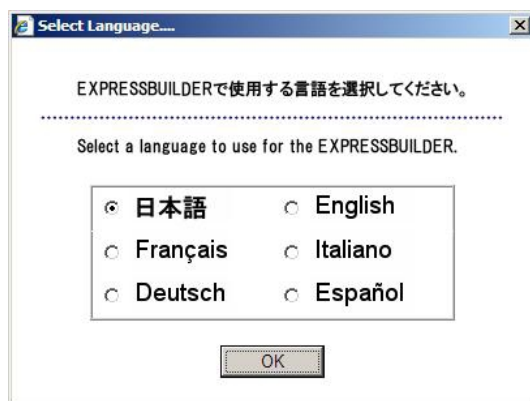 Select Language....
EXPRESSBUILDERで使用する言語を選択してください。
Select a language to use for the EXPRESSBUILDER.
日本語 English
Français Italiano
Deutsch Español
OK